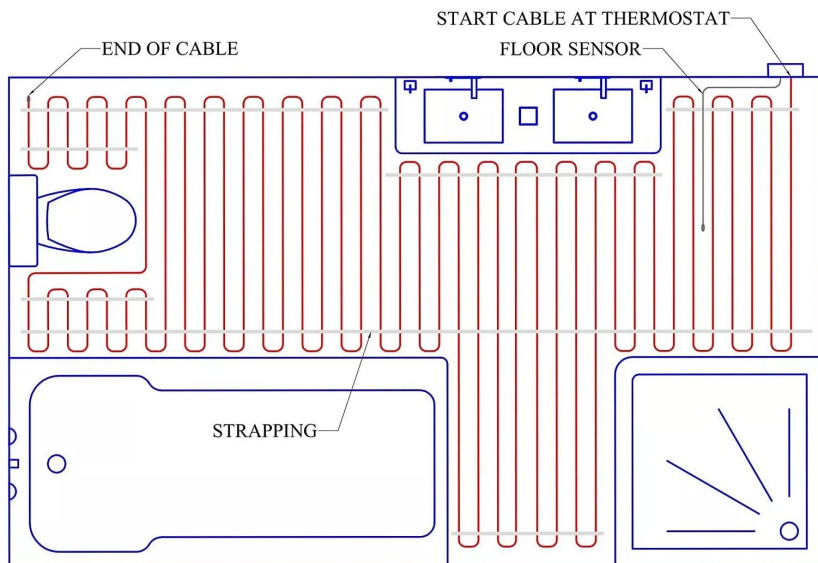 START CABLE AT THERMOSTAT
END OF CABLE
FLOOR SENSOR
STRAPPING